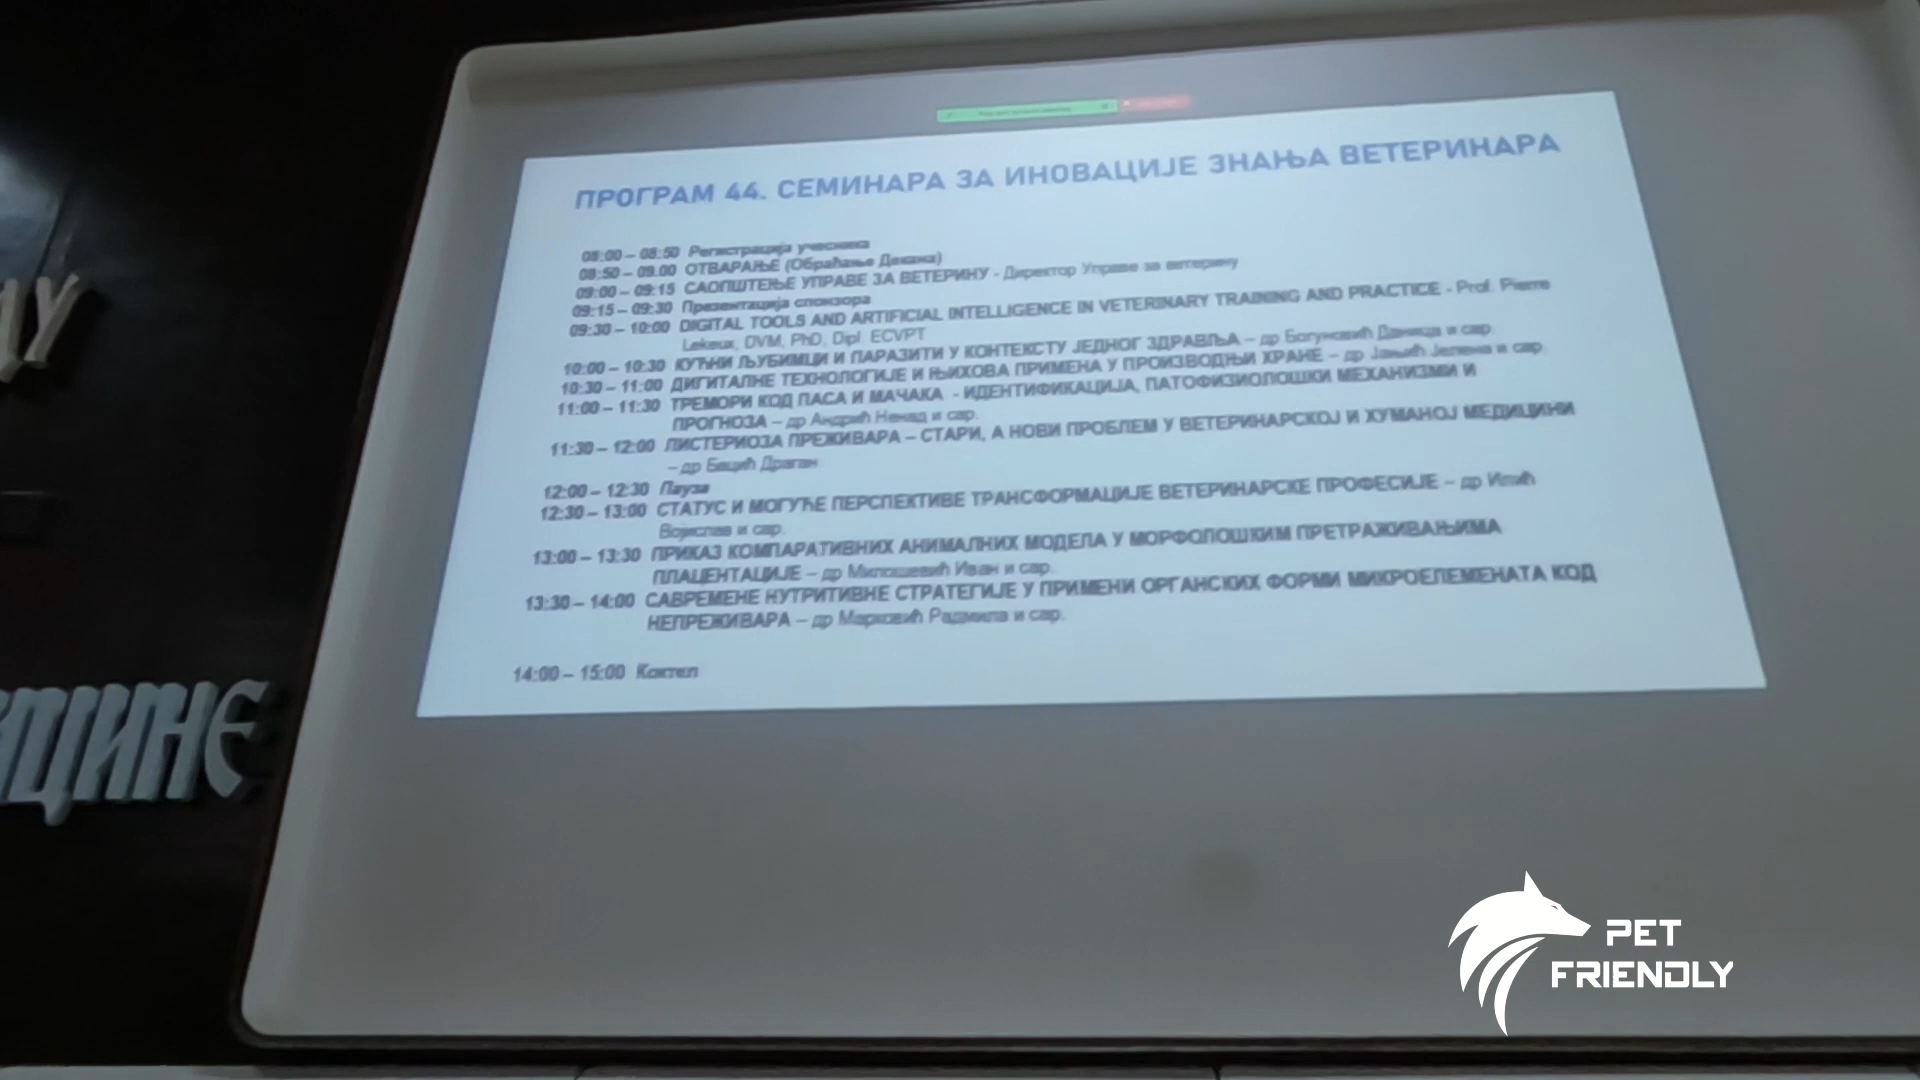 ПРОГРАМ 44. СЕМИНАРА ЗА ИНОВАЦИЈЕ ЗНАЊА ВЕТЕРИНАРА
08:00 – 08:50 Регистрација учесника
08:50 – 09.00 ОТВАРАЊЕ (Обраћање Декана)
09:00 – 09:15 САОПШТЕЊЕ УПРАВЕ ЗА ВЕТЕРИНУ - Директор Управе за ветерину
09:15 – 09:30 Презентација спонзора
09:30 – 10:00 DIGITAL TOOLS AND ARTIFICIAL INTELLIGENCE IN VETERINARY TRAINING AND PRACTICE - Prof. Pierre
Lekeux, DVM, PhD, Dipl. ECVPT
10:00 – 10:30 КУЋНИ ЉУБИМЦИ И ПАРАЗИТИ У КОНТЕКСТУ ЈЕДНОГ ЗДРАВЉА – др Богуновић Даница и сар.
10:30 – 11:00 ДИГИТАЛНЕ ТЕХНОЛОГИЈЕ И ЊИХОВА ПРИМЕНА У ПРОИЗВОДЊИ ХРАНЕ – др Јањић Јелена и сар.
11:00 – 11:30 ТРЕМОРИ КОД ПАСА И МАЧАКА - ИДЕНТИФИКАЦИЈА, ПАТОФИЗИОЛОШКИ МЕХАНИЗМИ И
ПРОГНОЗА – др Андрић Ненад и сар.
11:30 – 12:00 ЛИСТЕРИОЗА ПРЕЖИВАРА – СТАРИ, А НОВИ ПРОБЛЕМ У ВЕТЕРИНАРСКОЈ И ХУМАНОЈ МЕДИЦИНИ
– др Бацић Драган
12:00 – 12:30 Пауза
12:30 – 13:00 СТАТУС И МОГУЋЕ ПЕРСПЕКТИВЕ ТРАНСФОРМАЦИЈЕ ВЕТЕРИНАРСКЕ ПРОФЕСИЈЕ – др Илић
Војислав и сар.
13:00 – 13:30 ПРИКАЗ КОМПАРАТИВНИХ АНИМАЛНИХ МОДЕЛА У МОРФОЛОШКИМ ПРЕТРАЖИВАЊИМА
ПЛАЦЕНТАЦИЈЕ – др Милошевић Иван и сар.
13:30 – 14:00 САВРЕМЕНЕ НУТРИТИВНЕ СТРАТЕГИЈЕ У ПРИМЕНИ ОРГАНСКИХ ФОРМИ МИКРОЕЛЕМЕНАТА КОД
НЕПРЕЖИВАРА – др Марковић Радмила и сар.
14:00 – 15:00 Коктел
PET
FRIENDLY